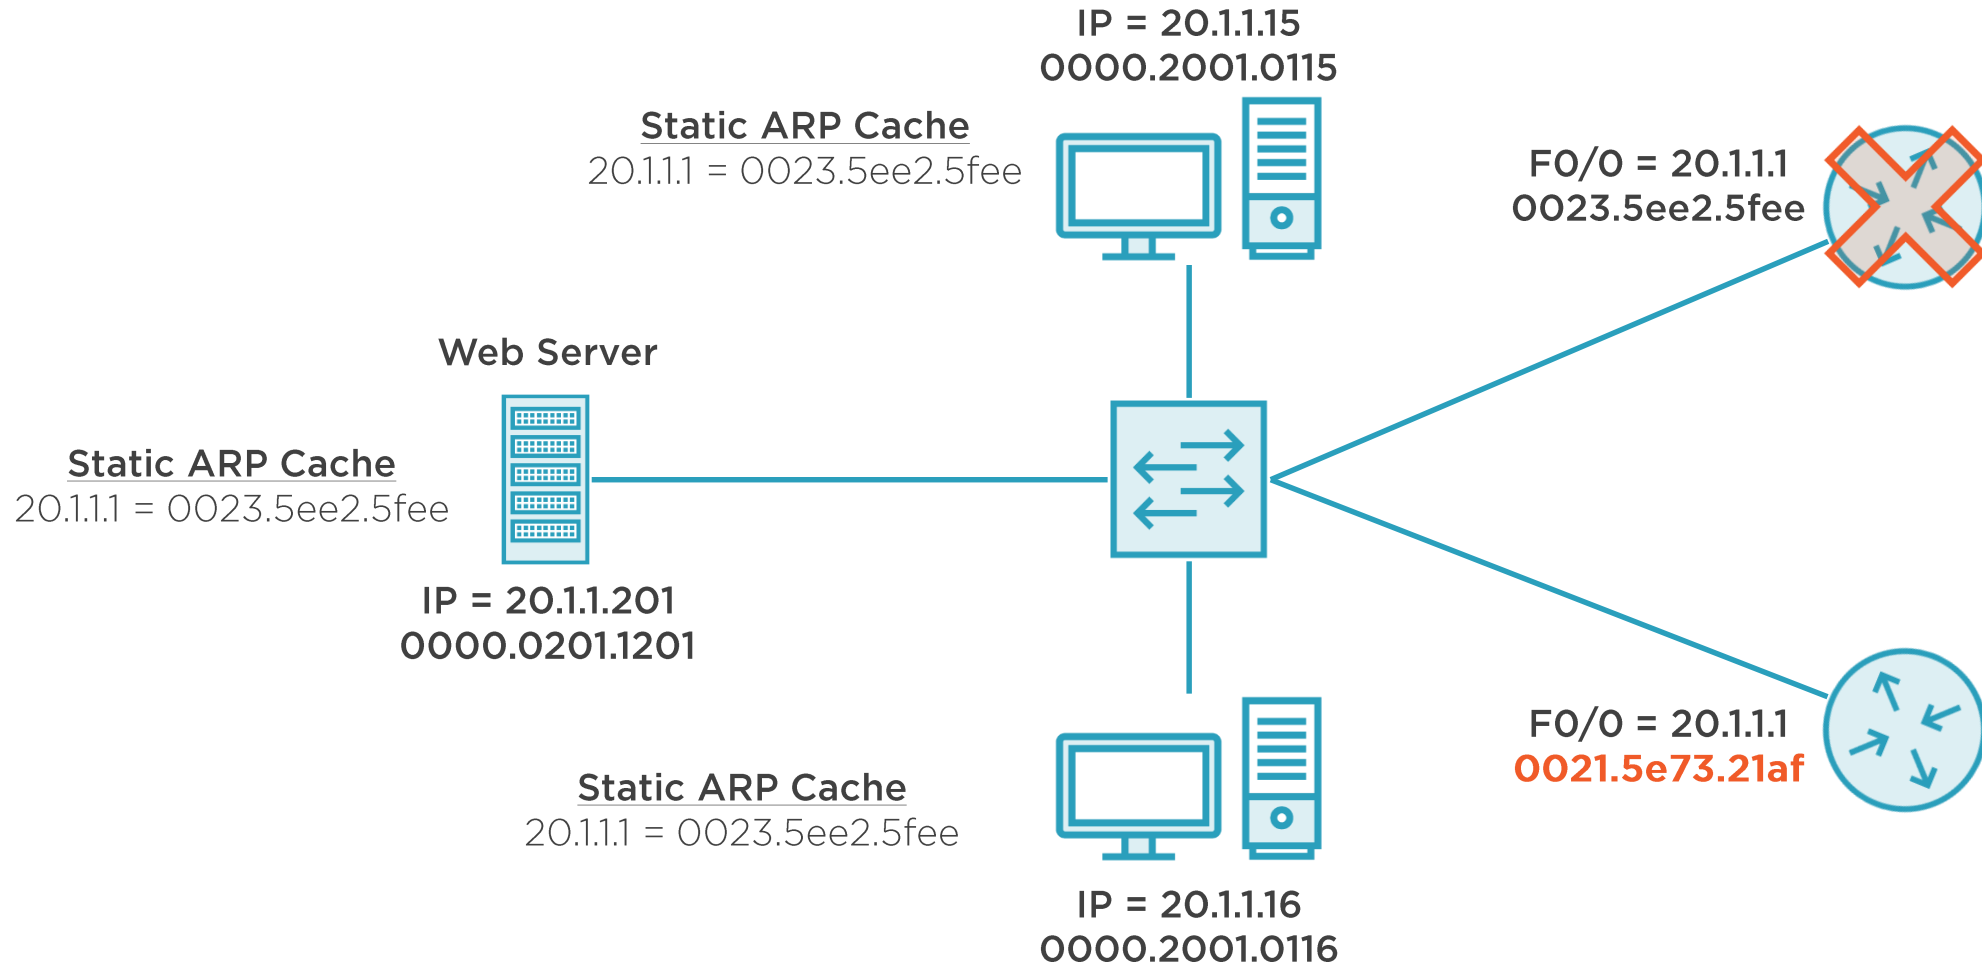 IP = 20.1.1.15
0000.2001.0115
Static ARP Cache
20.1.1.1 = 0023.5ee2.5fee
F0/0 = 20.1.1.1
0023.5ee2.5fee
Web Server
Static ARP Cache
20.1.1.1 = 0023.5ee2.5fee
IP = 20.1.1.201
0000.0201.1201
F0/0 = 20.1.1.1
0021.5e73.21af
Static ARP Cache
20.1.1.1 = 0023.5ee2.5fee
IP = 20.1.1.16
0000.2001.0116